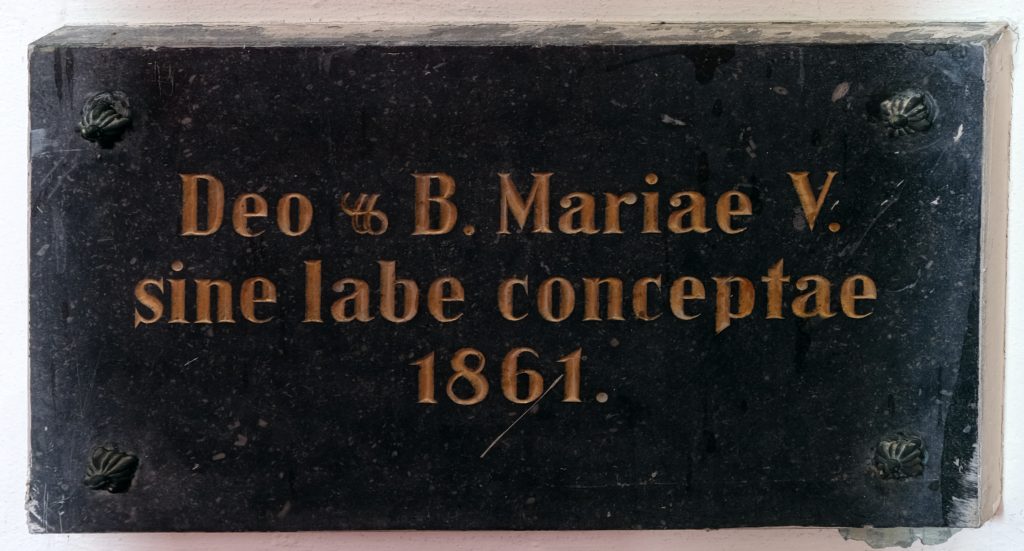 Deo & B. Mariae V.
sine labe conceptae
1861.